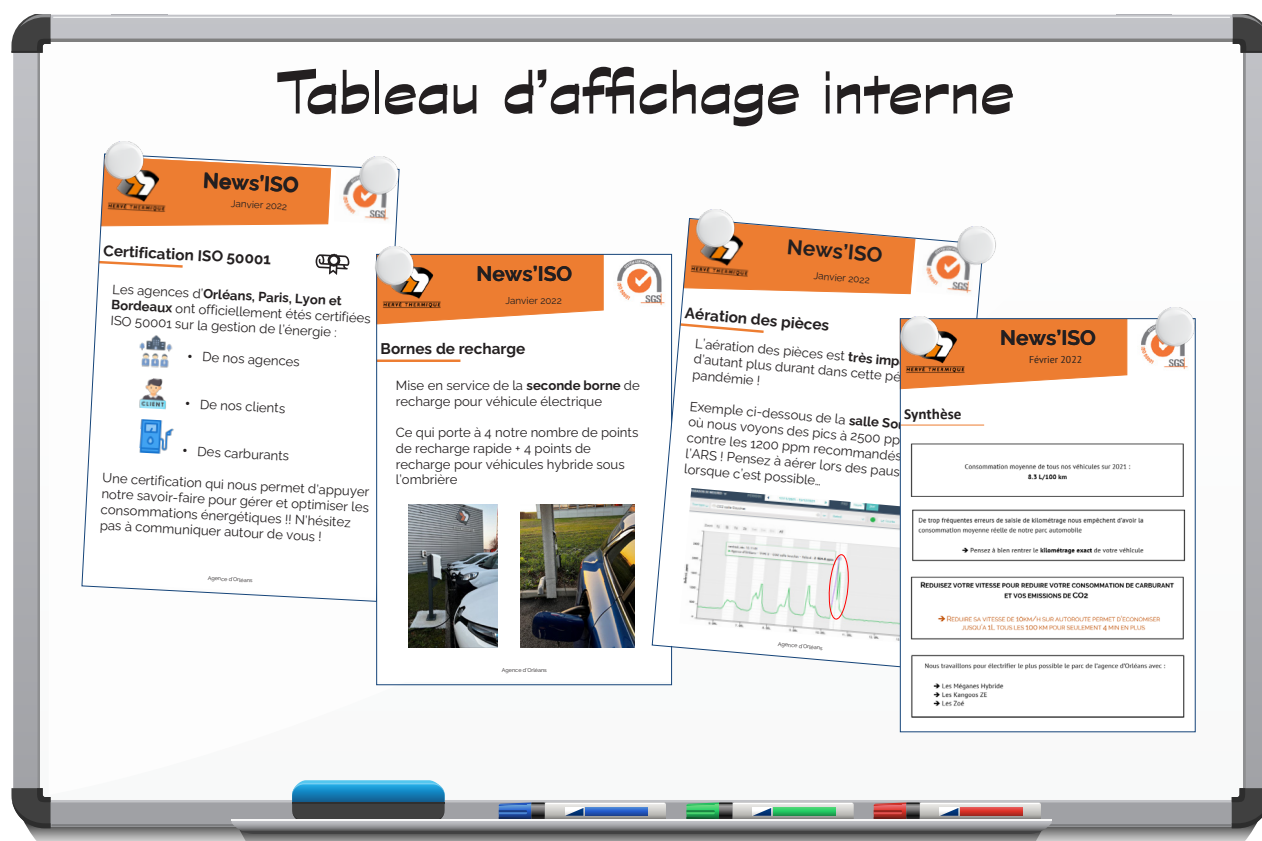 Tableau d'affichage interne
News'ISO
Janvier 2022
HERVÉ THERMIQUE
SGS
Certification ISO 50001
Les agences d'Orléans, Paris, Lyon et
Bordeaux ont officiellement étés certifiées
ISO 50001 sur la gestion de l'énergie :
• De nos agences
CLIENT
• De nos clients
• Des carburants
Une certification qui nous permet d'appuyer
notre savoir-faire pour gérer et optimiser les
consommations énergétiques !! N'hésitez
pas à communiquer autour de vous !
Agence d'Orléans
News'ISO
Janvier 2022
HERVÉ THERMIQUE
SGS
Bornes de recharge
Mise en service de la seconde borne de
recharge pour véhicule électrique
Ce qui porte à 4 notre nombre de points
de recharge rapide + 4 points de
recharge pour véhicules hybride sous
l'ombrière
Agence d'Orléans
News'ISO
Janvier 2022
HERVÉ THERMIQUE
SGS
Aération des pièces
L'aération des pièces est très imp
d'autant plus durant dans cette pé
pandémie !
Exemple ci-dessous de la salle So
où nous voyons des pics à 2500 pp
contre les 1200 ppm recommandés
l'ARS ! Pensez à aérer lors des paus
lorsque c'est possible…
Agence d'Orléans
News'ISO
Février 2022
HERVÉ THERMIQUE
SGS
Synthèse
Consommation moyenne de tous nos véhicules sur 2021 :
8.3 L/100 km
De trop fréquentes erreurs de saisie de kilométrage nous empêchent d'avoir la
consommation moyenne réelle de notre parc automobile
➔ Pensez à bien rentrer le kilométrage exact de votre véhicule
REDUISEZ VOTRE VITESSE POUR REDUIRE VOTRE CONSOMMATION DE CARBURANT
ET VOS EMISSIONS DE CO2
➔ REDUIRE SA VITESSE DE 10KM/H SUR AUTOROUTE PERMET D'ECONOMISER
JUSQU'A 1L TOUS LES 100 KM POUR SEULEMENT 4 MIN EN PLUS
Nous travaillons pour électrifier le plus possible le parc de l'agence d'Orléans avec :
➔ Les Méganes Hybride
➔ Les Kangoos ZE
➔ Les Zoé